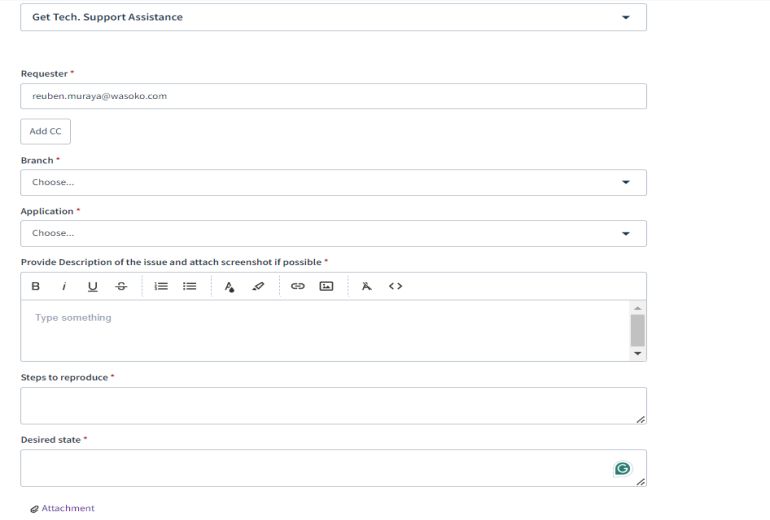 Get Tech. Support Assistance
Requester *
reuben.muraya@wasoko.com
Add CC
Branch *
Choose...
Application *
Choose...
Provide Description of the issue and attach screenshot if possible *
B i U S A <>
Type something
Steps to reproduce *
Desired state *
Attachment